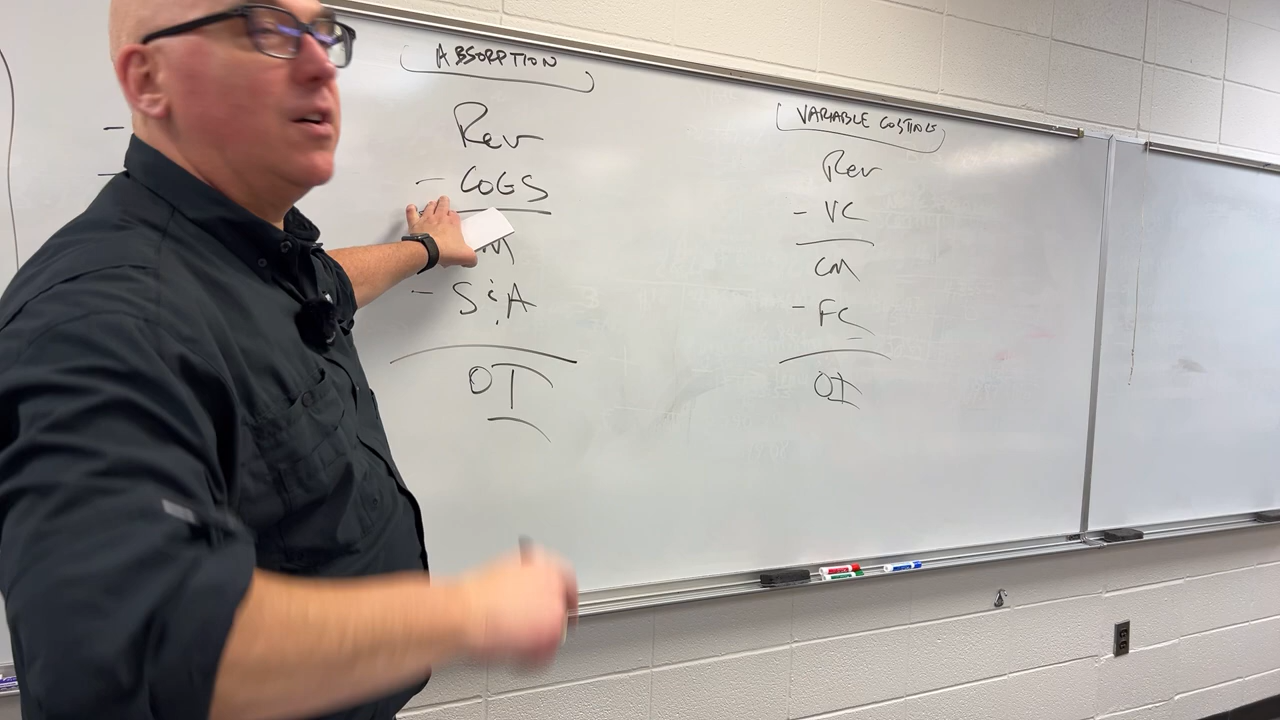 ABSORPTION
Rev
- COGS
M
- S&A
OI
VARIABLE COSTING
Rev
- VC
CM
- FC
OI